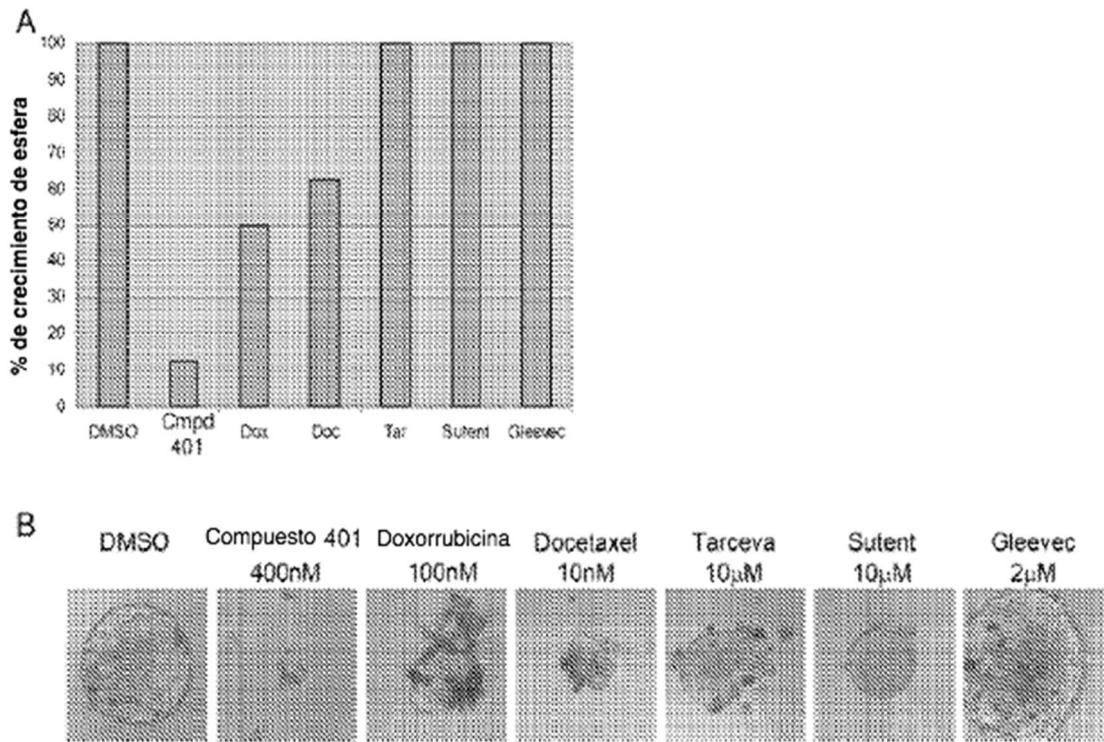 A
% de crecimiento de esfera
100
90
80
70
60
50
40
30
20
10
0
DMSO Cmpd 401 Dox Doc Tar Sutent Gleevec
B
DMSO Compuesto 401 Doxorrubicina Docetaxel Tarceva Sutent Gleevec
400nM 100nM 10nM 10µM 10µM 2µM